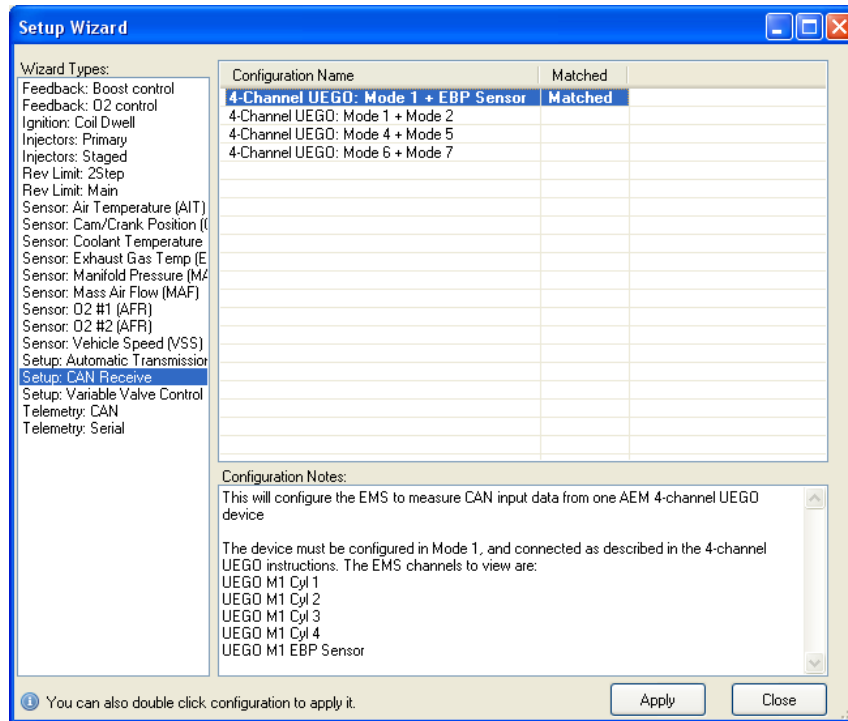 Setup Wizard
Wizard Types:
Feedback: Boost control
Feedback: O2 control
Ignition: Coil Dwell
Injectors: Primary
Injectors: Staged
Rev Limit: 2Step
Rev Limit: Main
Sensor: Air Temperature (AIT)
Sensor: Cam/Crank Position (
Sensor: Coolant Temperature
Sensor: Exhaust Gas Temp (E
Sensor: Manifold Pressure (MA
Sensor: Mass Air Flow (MAF)
Sensor: O2 #1 (AFR)
Sensor: O2 #2 (AFR)
Sensor: Vehicle Speed (VSS)
Setup: Automatic Transmission
Setup: CAN Receive
Setup: Variable Valve Control
Telemetry: CAN
Telemetry: Serial
Configuration Name Matched
4-Channel UEGO: Mode 1 + EBP Sensor Matched
4-Channel UEGO: Mode 1 + Mode 2
4-Channel UEGO: Mode 4 + Mode 5
4-Channel UEGO: Mode 6 + Mode 7
Configuration Notes:
This will configure the EMS to measure CAN input data from one AEM 4-channel UEGO
device
The device must be configured in Mode 1, and connected as described in the 4-channel
UEGO instructions. The EMS channels to view are:
UEGO M1 Cyl 1
UEGO M1 Cyl 2
UEGO M1 Cyl 3
UEGO M1 Cyl 4
UEGO M1 EBP Sensor
You can also double click configuration to apply it.
Apply
Close